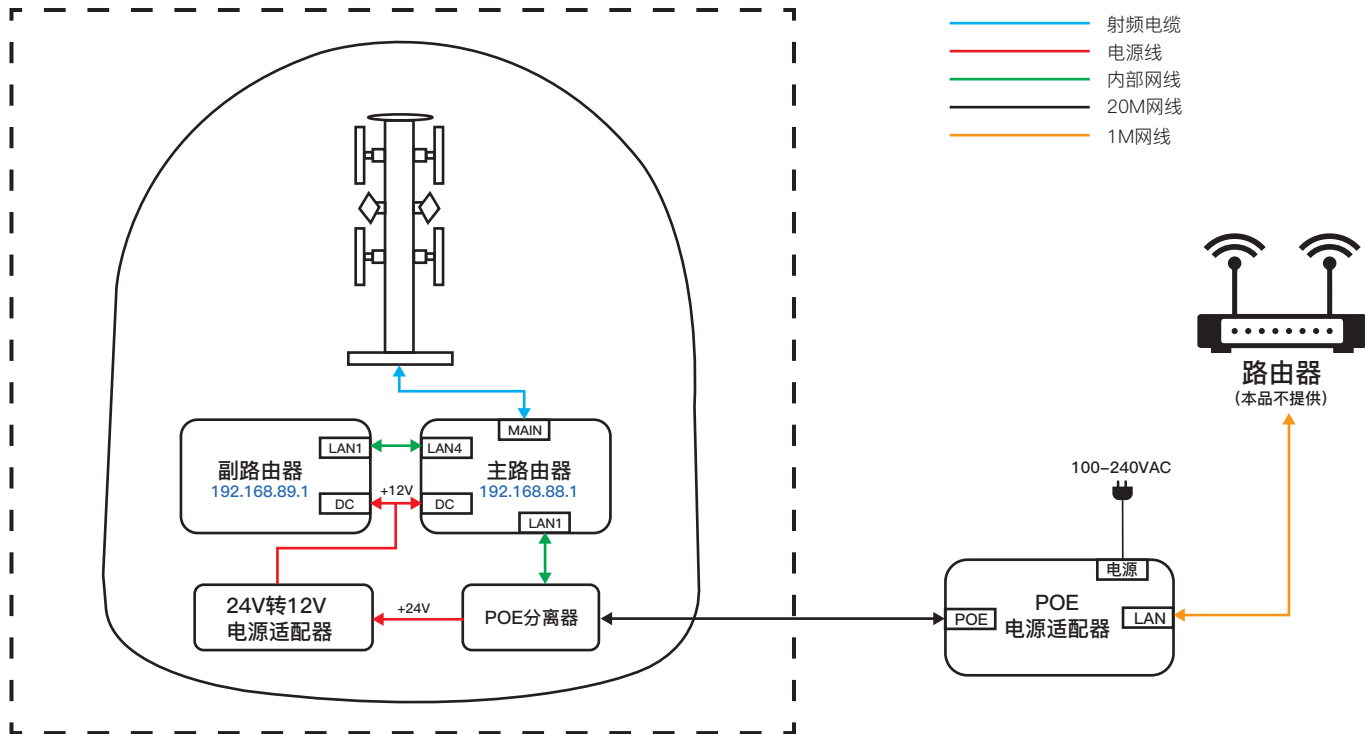 射频电缆
电源线
内部网线
20M网线
1M网线
路由器
(本品不提供)
MAIN
LAN1
LAN4
副路由器
192.168.89.1
主路由器
192.168.88.1
+12V
DC
DC
LAN1
100-240VAC
24V转12V
电源适配器
+24V
POE分离器
电源
POE
电源适配器
POE
LAN